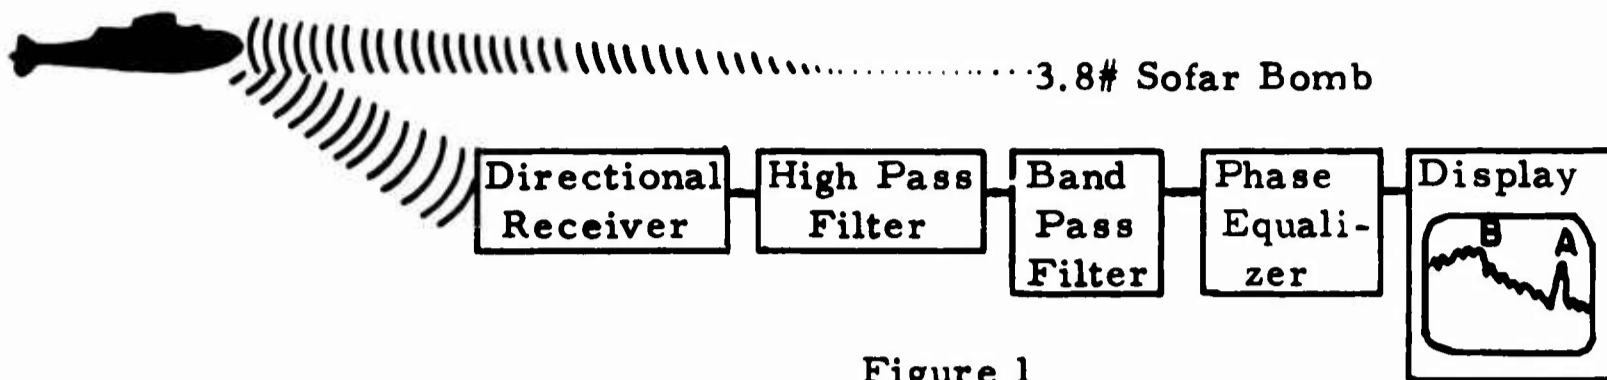 3.8# Sofar Bomb
Directional
Receiver
High Pass
Filter
Band
Pass
Filter
Phase
Equali-
zer
Display
B
A
Figure 1